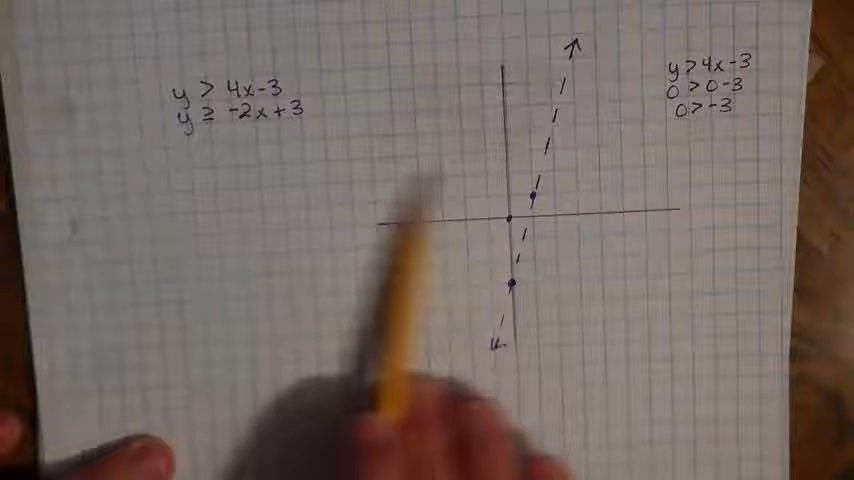 y > 4x-3
y ≥ -2x+3
y > 4x-3
0 > 0-3
0 > -3